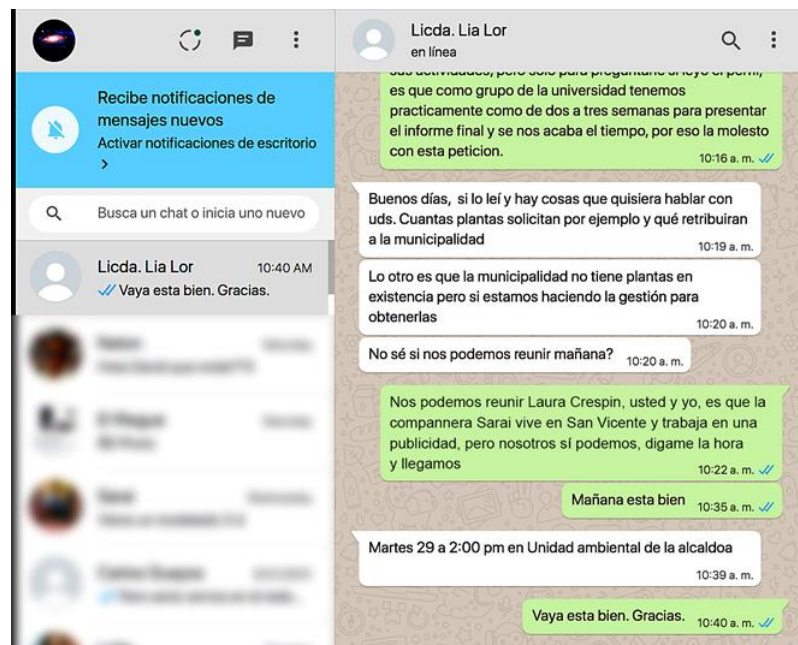 Recibe notificaciones de
mensajes nuevos
Activar notificaciones de escritorio
>
Busca un chat o inicia uno nuevo
Licda. Lia Lor 10:40 AM
Vaya esta bien. Gracias.
Licda. Lia Lor
en línea
es que como grupo de la universidad tenemos
practicamente como de dos a tres semanas para presentar
el informe final y se nos acaba el tiempo, por eso la molesto
con esta peticion.
10:16 a. m.
Buenos días, si lo leí y hay cosas que quisiera hablar con
uds. Cuantas plantas solicitan por ejemplo y qué retribuiran
a la municipalidad
10:19 a. m.
Lo otro es que la municipalidad no tiene plantas en
existencia pero si estamos haciendo la gestión para
obtenerlas
10:20 a. m.
No sé si nos podemos reunir mañana? 10:20 a. m.
Nos podemos reunir Laura Crespin, usted y yo, es que la
compannera Sarai vive en San Vicente y trabaja en una
publicidad, pero nosotros sí podemos, digame la hora
y llegamos
10:22 a. m.
Mañana esta bien 10:35 a. m.
Martes 29 a 2:00 pm en Unidad ambiental de la alcaldoa
10:39 a. m.
Vaya esta bien. Gracias. 10:40 a. m.